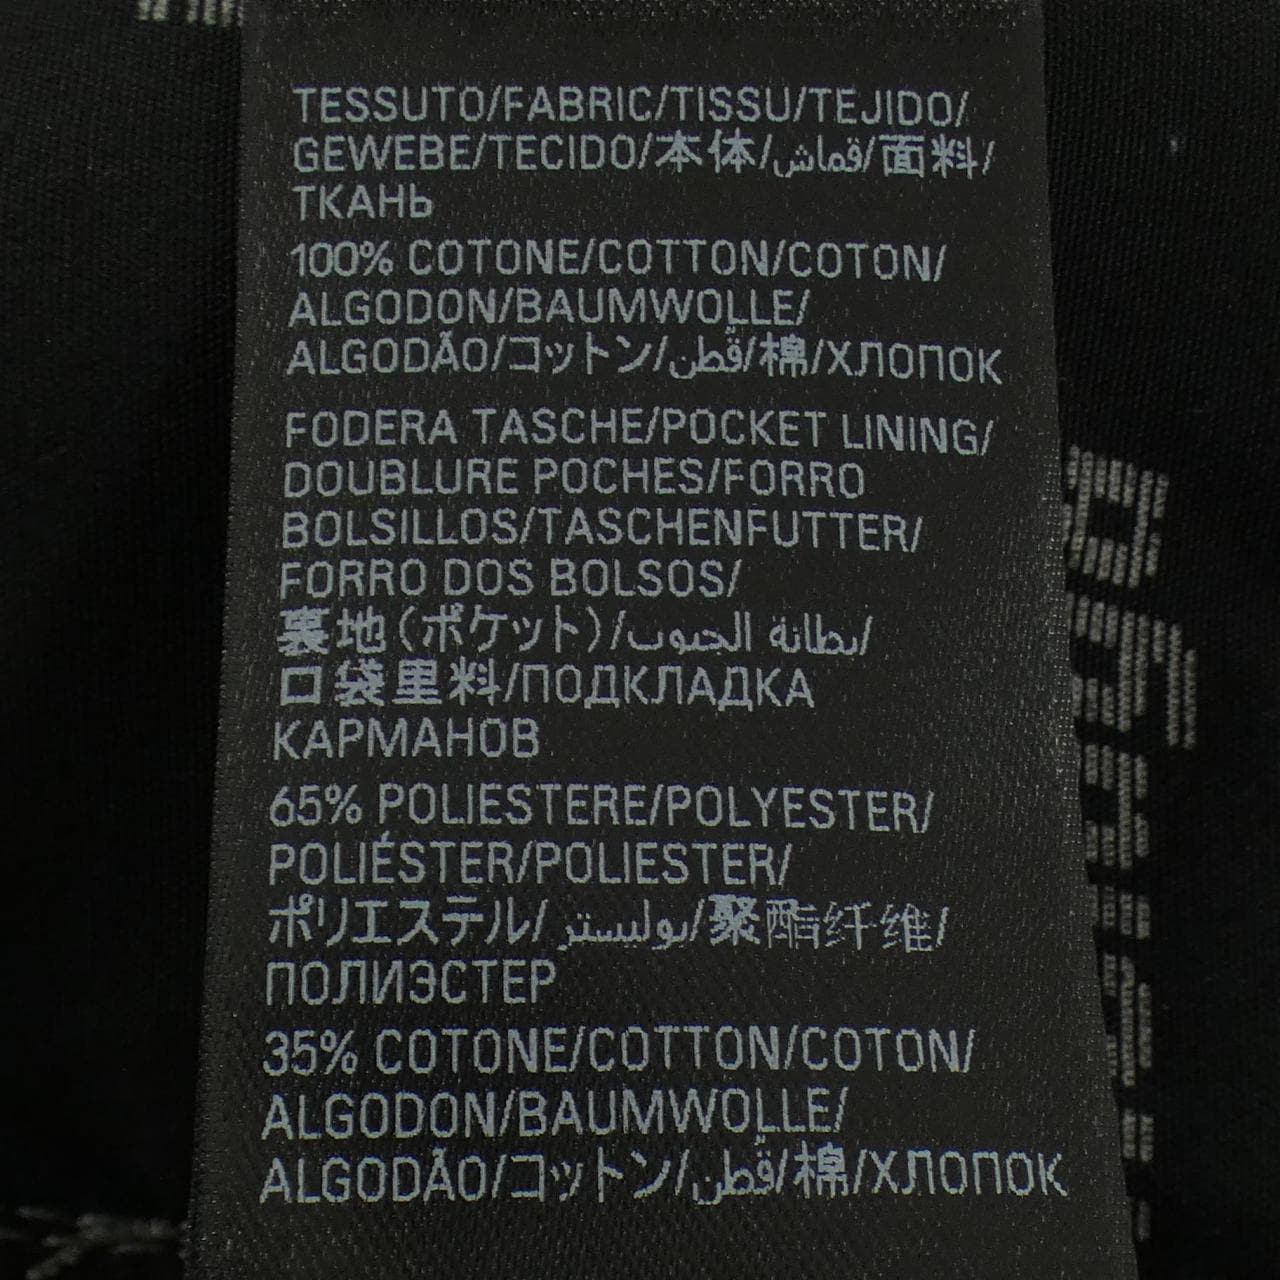 TESSUTO/FABRIC/TISSU/TEJIDO/
GEWEBE/TECIDO/本体/قماش/面料/
ТКАНЬ
100% COTONE/COTTON/COTON/
ALGODON/BAUMWOLLE/
ALGODÃO/コットン/قطن/棉/ХЛОПОК
FODERA TASCHE/POCKET LINING/
DOUBLURE POCHES/FORRO
BOLSILLOS/TASCHENFUTTER/
FORRO DOS BOLSOS/
裏地(ポケット)/بطانة الجيوب/
口袋里料/ПОДКЛАДКА
КАРМАНОВ
65% POLIESTERE/POLYESTER/
POLIÉSTER/POLIESTER/
ポリエステル/بوليستر/聚酯纤维/
ПОЛИЭСТЕР
35% COTONE/COTTON/COTON/
ALGODON/BAUMWOLLE/
ALGODÃO/コットン/قطن/棉/ХЛОПОК